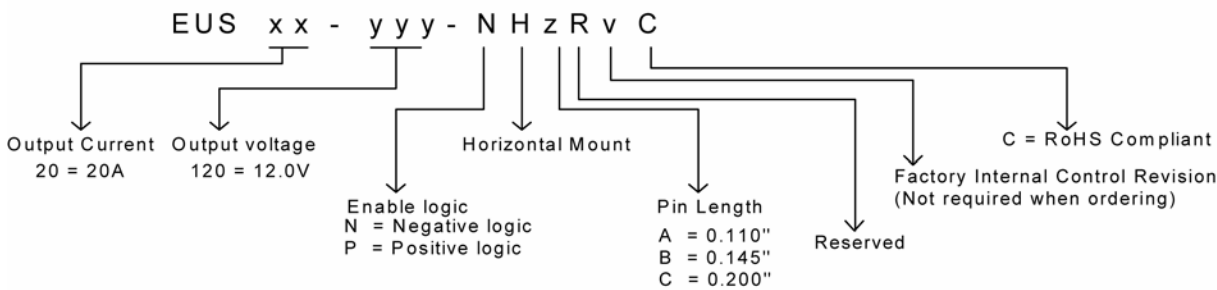 EUS xx - yyy - N H z R v C
Output Current
20 = 20A
Output voltage
120 = 12.0V
Enable logic
N = Negative logic
P = Positive logic
Horizontal Mount
Pin Length
A = 0.110"
B = 0.145"
C = 0.200"
Reserved
Factory Internal Control Revision
(Not required when ordering)
C = RoHS Compliant